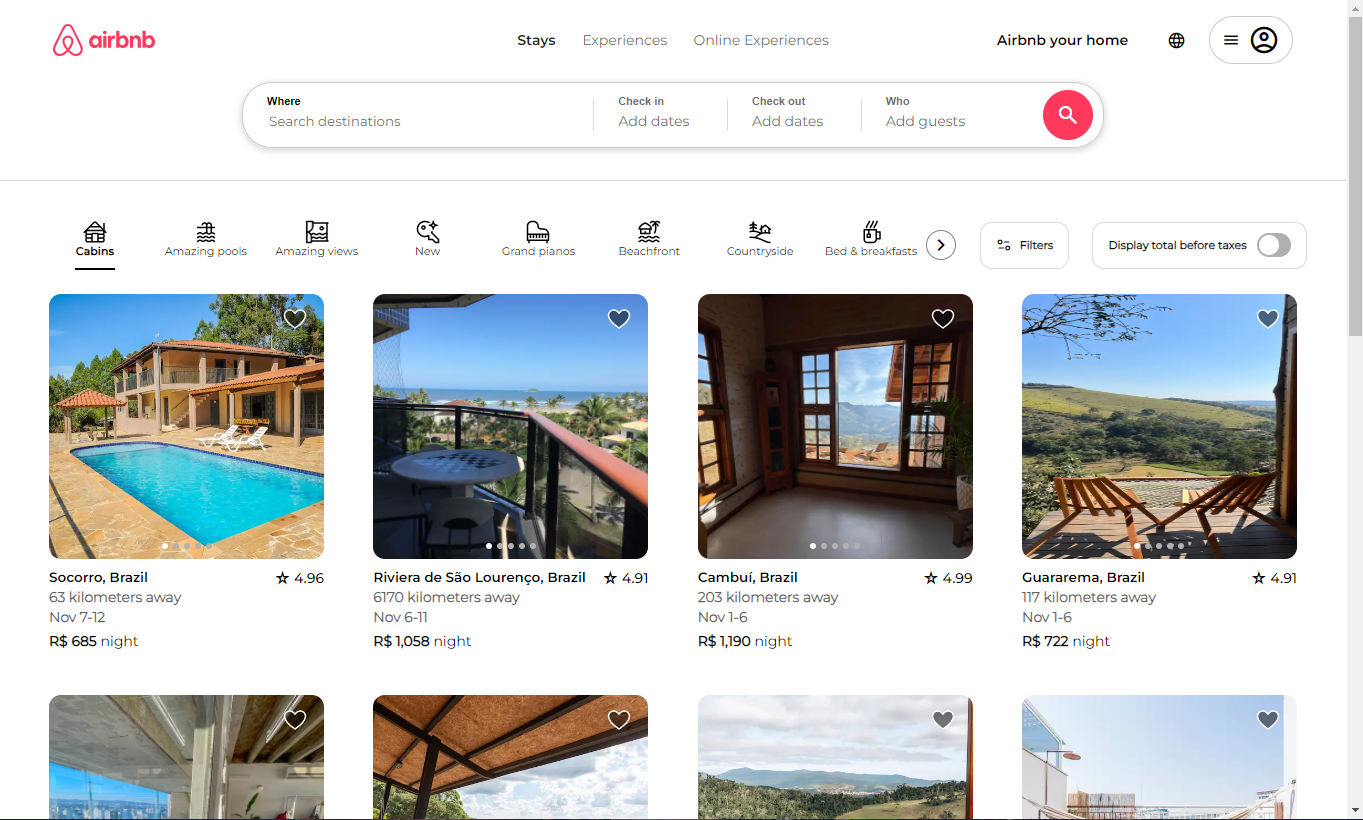 airbnb
Stays Experiences Online Experiences
Airbnb your home
Where
Search destinations
Check in
Add dates
Check out
Add dates
Who
Add guests
Cabins
Amazing pools
Amazing views
New
Grand pianos
Beachfront
Countryside
Bed & breakfasts
Filters
Display total before taxes
Socorro, Brazil 4.96
63 kilometers away
Nov 7-12
R$ 685 night
Riviera de São Lourenço, Brazil 4.91
6170 kilometers away
Nov 6-11
R$ 1,058 night
Cambuí, Brazil 4.99
203 kilometers away
Nov 1-6
R$ 1,190 night
Guararema, Brazil 4.91
117 kilometers away
Nov 1-6
R$ 722 night